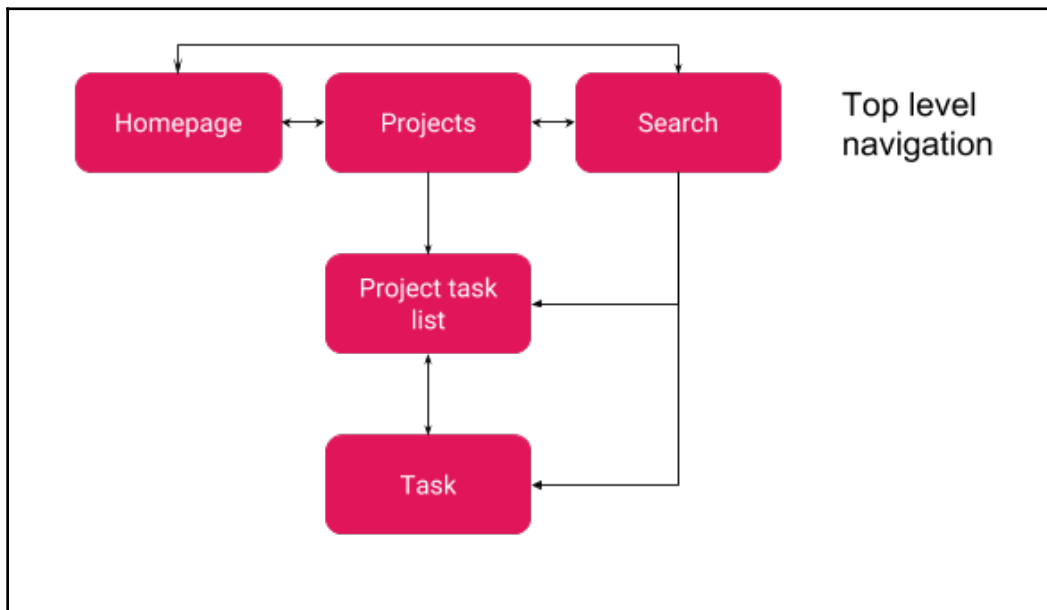 Homepage
Projects
Search
Top level
navigation
Project task
list
Task